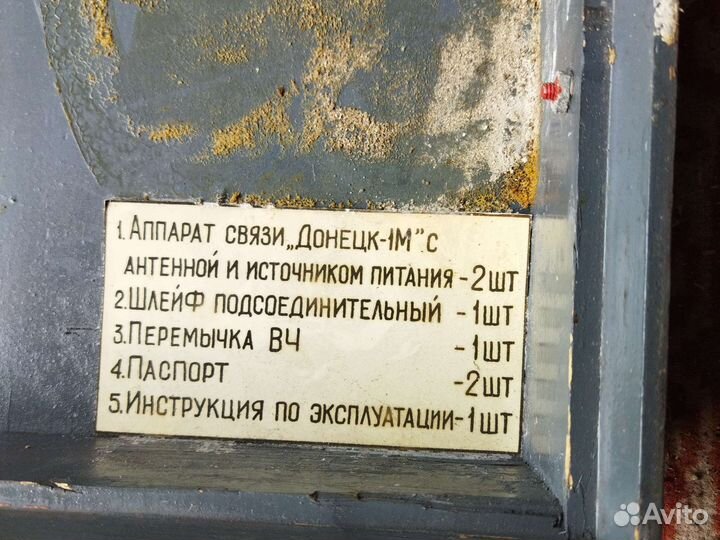 1. Аппарат связи „Донецк-1М" с
антенной и источником питания - 2шт
2. Шлейф подсоединительный - 1шт
3. Перемычка ВЧ - 1шт
4. Паспорт - 2шт
5. Инструкция по эксплуатации - 1шт
Avito